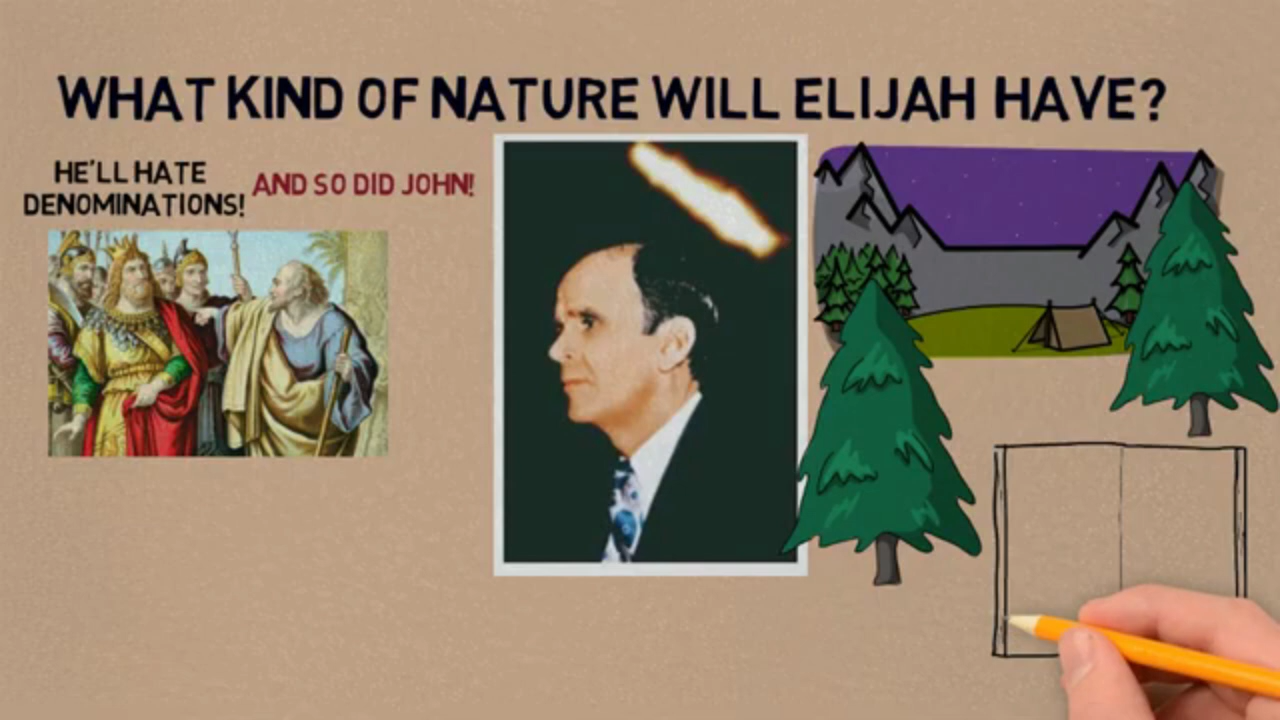 WHAT KIND OF NATURE WILL ELIJAH HAVE?
HE'LL HATE
DENOMINATIONS!
AND SO DID JOHN!